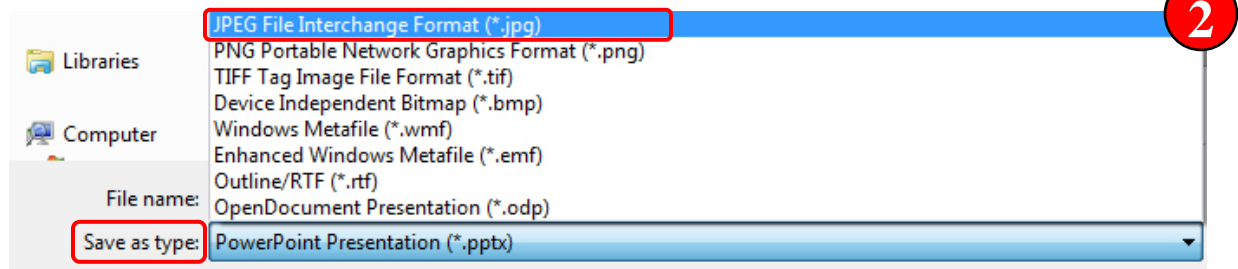 JPEG File Interchange Format (*.jpg)
2
PNG Portable Network Graphics Format (*.png)
Libraries
TIFF Tag Image File Format (*.tif)
Device Independent Bitmap (*.bmp)
Windows Metafile (*.wmf)
Computer
Enhanced Windows Metafile (*.emf)
Outline/RTF (*.rtf)
File name:
OpenDocument Presentation (*.odp)
Save as type: PowerPoint Presentation (*.pptx)